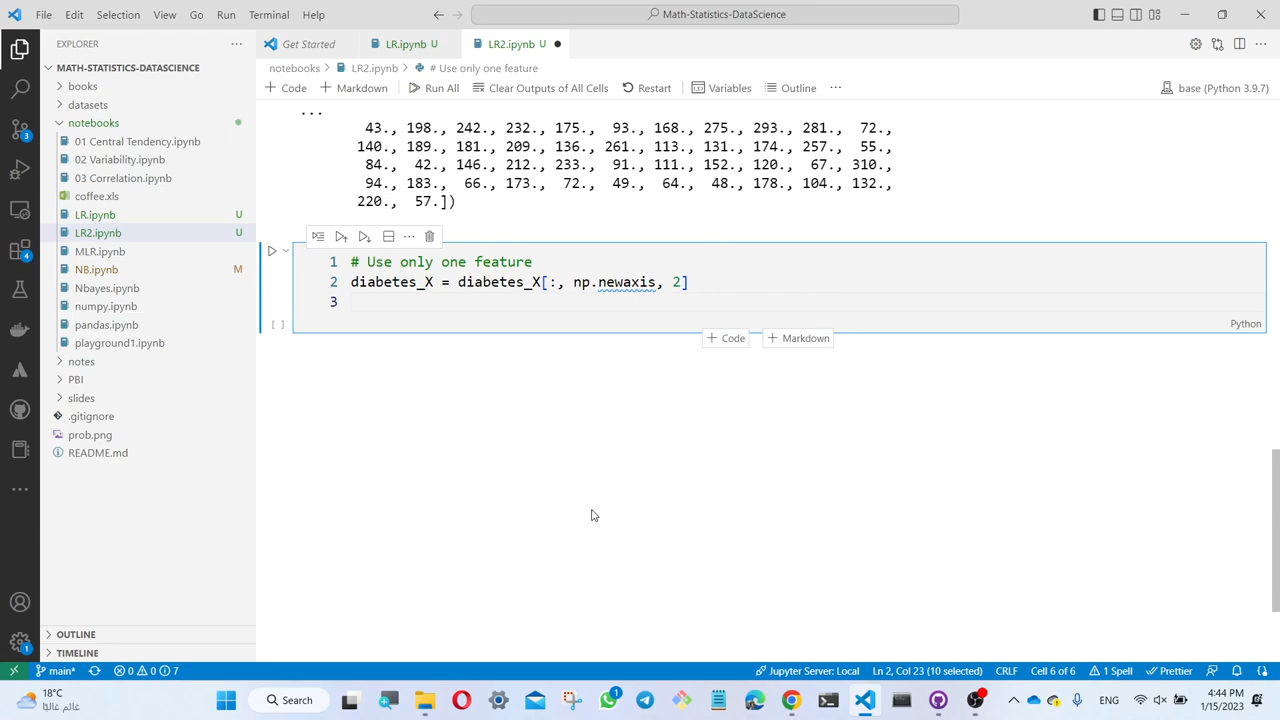 File Edit Selection View Go Run Terminal Help
Math-Statistics-DataScience
EXPLORER
Get Started
LR.ipynb U
LR2.ipynb U
MATH-STATISTICS-DATASCIENCE
notebooks > LR2.ipynb > # Use only one feature
books
+ Code + Markdown Run All Clear Outputs of All Cells Restart Variables Outline ...
base (Python 3.9.7)
datasets
notebooks
01 Central Tendency.ipynb
02 Variability.ipynb
03 Correlation.ipynb
coffee.xls
LR.ipynb U
LR2.ipynb U
MLR.ipynb
NB.ipynb M
Nbayes.ipynb
numpy.ipynb
pandas.ipynb
playground1.ipynb
notes
PBI
slides
.gitignore
prob.png
README.md
OUTLINE
TIMELINE
...
43., 198., 242., 232., 175., 93., 168., 275., 293., 281., 72.,
140., 189., 181., 209., 136., 261., 113., 131., 174., 257., 55.,
84., 42., 146., 212., 233., 91., 111., 152., 120., 67., 310.,
94., 183., 66., 173., 72., 49., 64., 48., 178., 104., 132.,
220., 57.])
1 # Use only one feature
2 diabetes_X = diabetes_X[:, np.newaxis, 2]
3
[ ]
Python
+ Code + Markdown
3
4
1
main* 0 0 7
Jupyter Server: Local Ln 2, Col 23 (10 selected) CRLF Cell 6 of 6 1 Spell Prettier
18°C
غائم غالبًا
Search
1
ENG
4:44 PM
1/15/2023